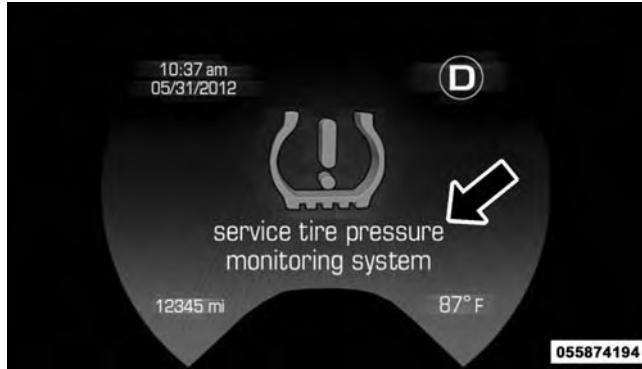 10:37 am
05/31/2012
D
service tire pressure
monitoring system
12345 mi
87° F
055874194